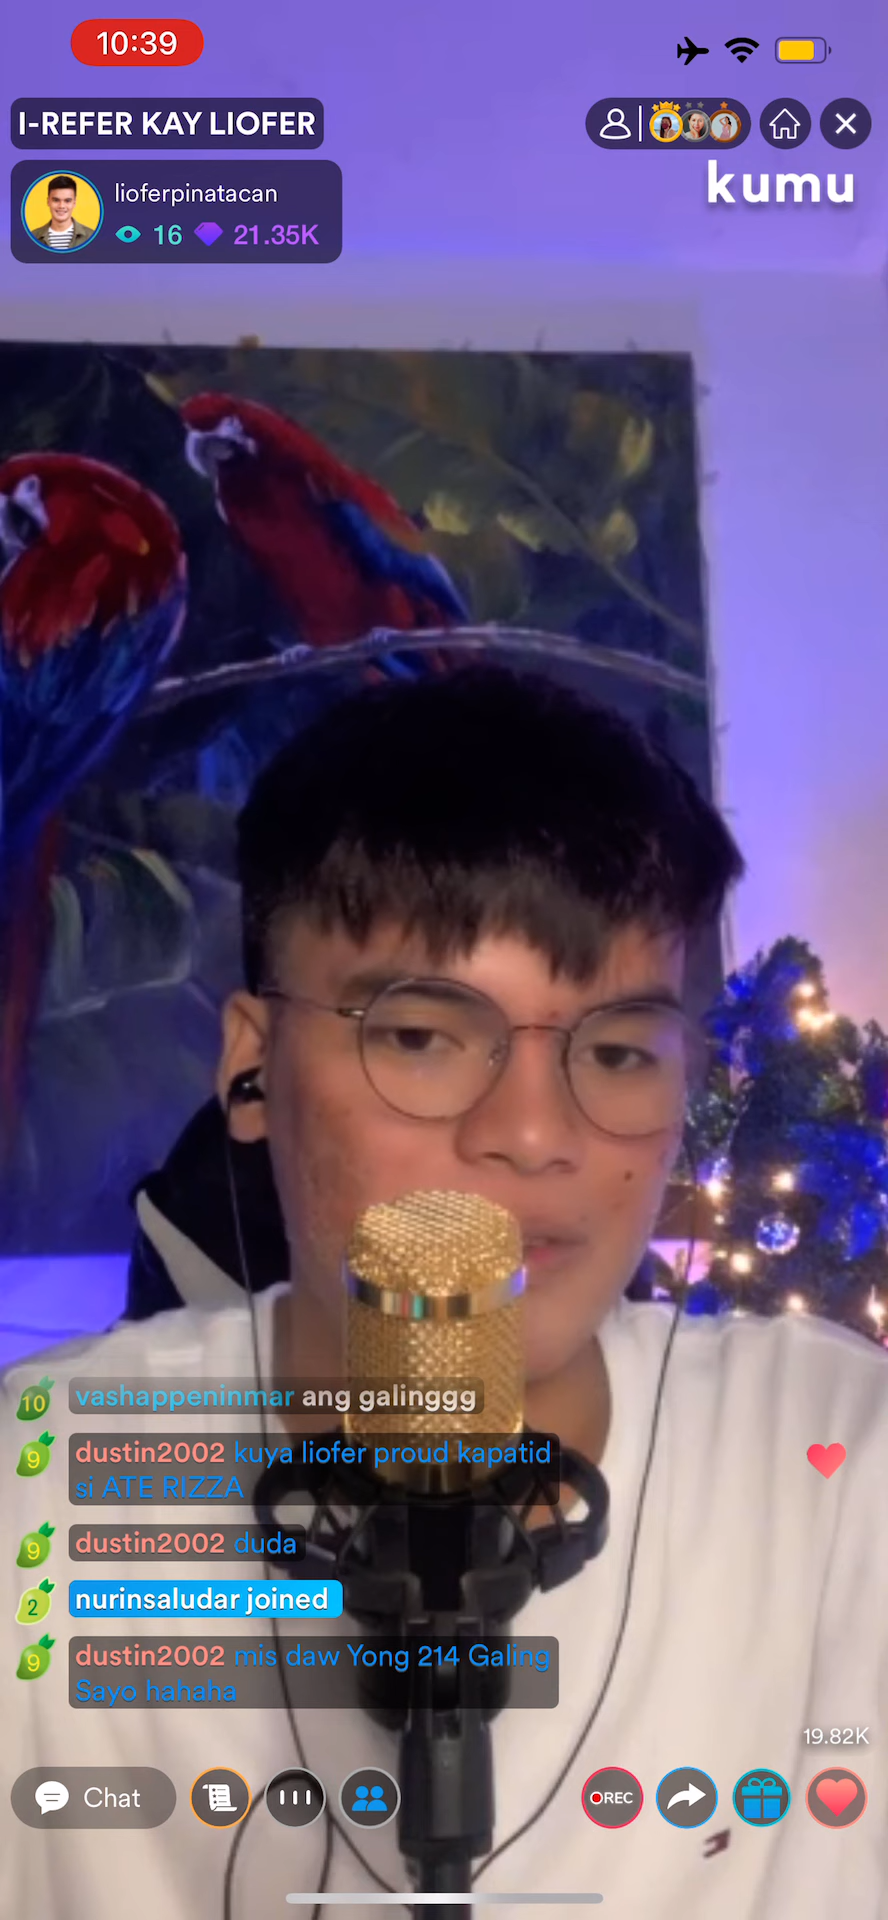 10:39
I-REFER KAY LIOFER
lioferpinatacan
16 21.35K
kumu
10 vashappeninmar ang galinggg
9 dustin2002 kuya liofer proud kapatid
si ATE RIZZA
9 dustin2002 duda
2 nurinsaludar joined
9 dustin2002 mis daw Yong 214 Galing
Sayo hahaha
19.82K
Chat
REC